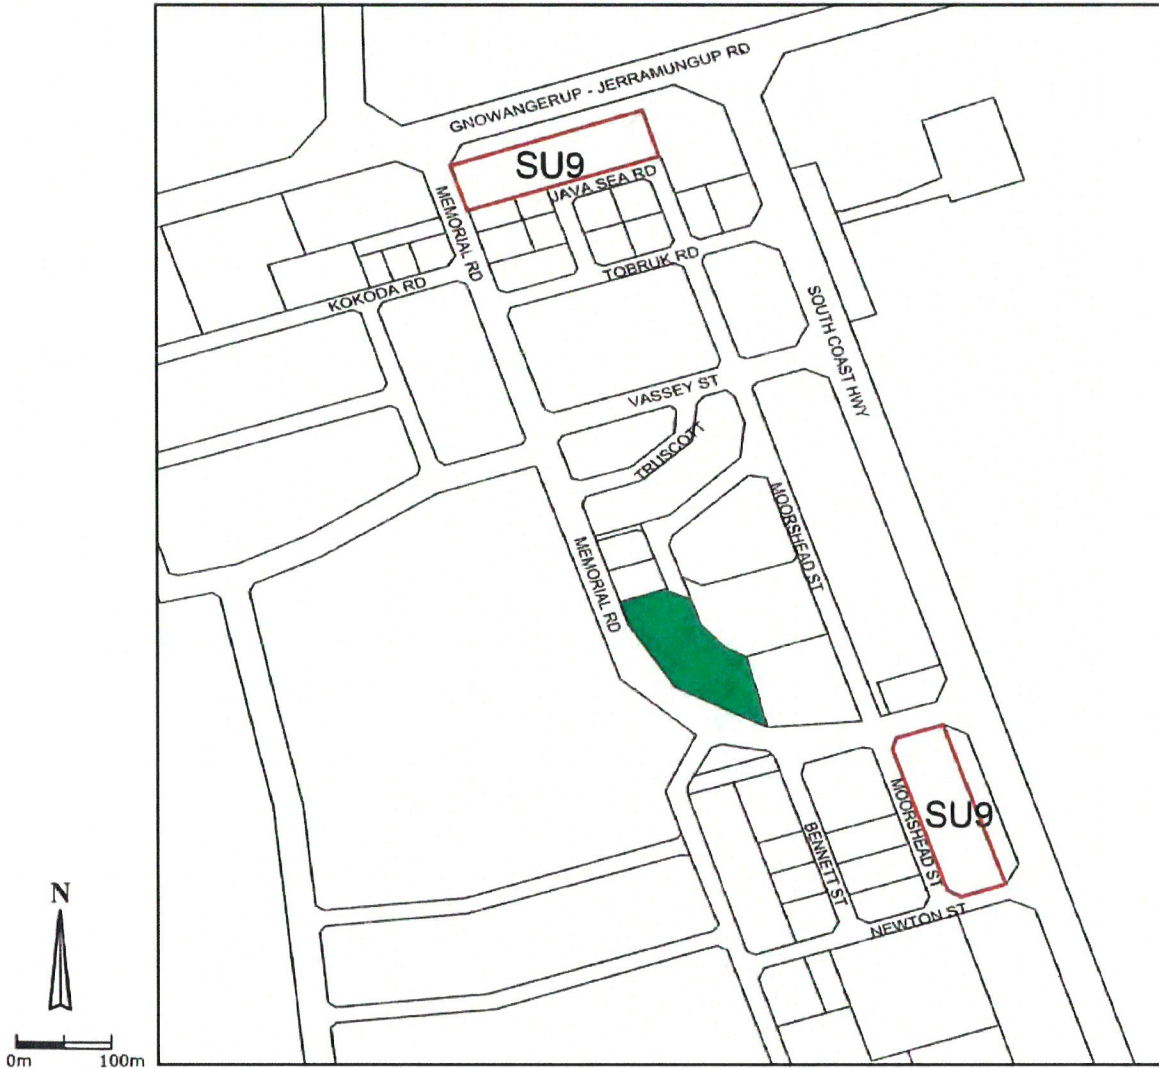 GNOWANGERUP - JERRAMUNGUP RD
SU9
JAVA SEA RD
MEMORIAL RD
TOBRUK RD
KOKODA RD
SOUTH COAST HWY
VASSEY ST
TRUSCOTT
MOORSHEAD ST
MEMORIAL RD
SU9
MOORSHEAD ST
BENNETT ST
NEWTON ST
N
0m 100m